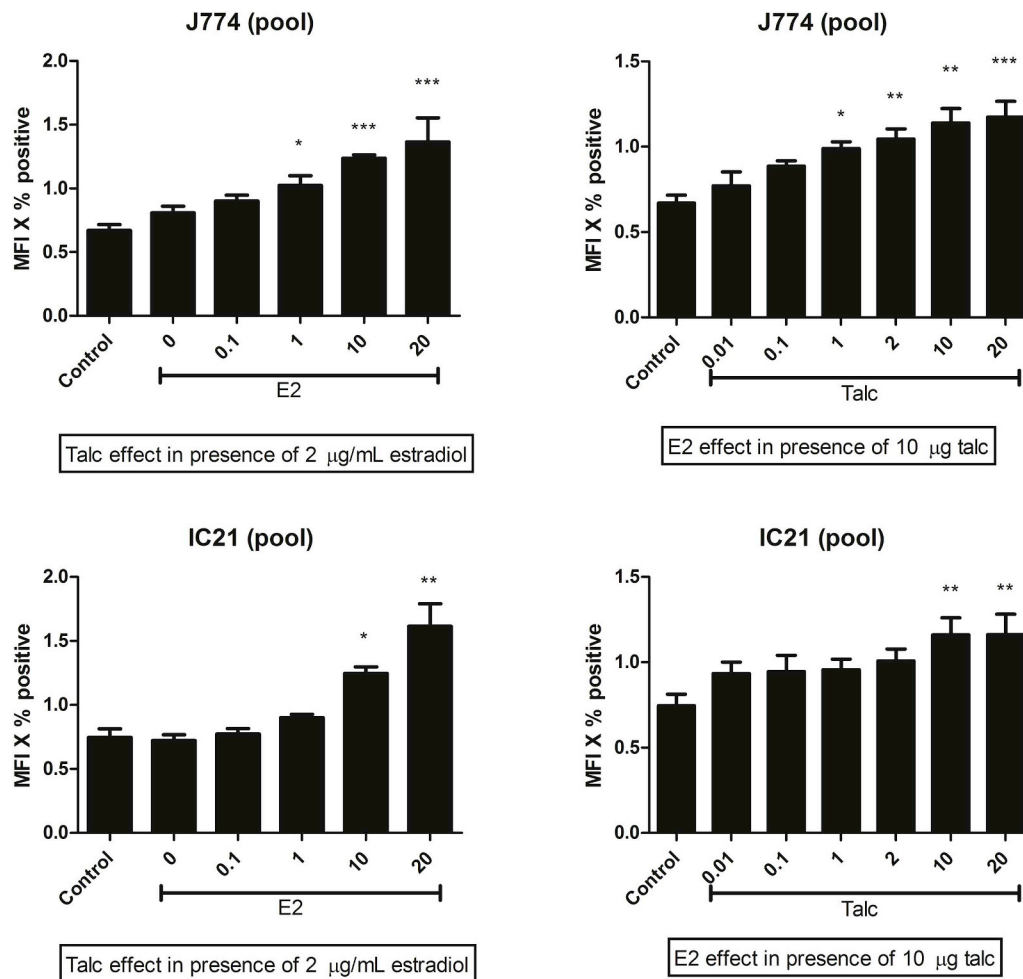 J774 (pool)
MFI X % positive
2.0
1.5
1.0
0.5
0.0
*
***
***
Control
0
0.1
1
10
20
E2
Talc effect in presence of 2 μg/mL estradiol
J774 (pool)
MFI X % positive
1.5
1.0
0.5
0.0
*
**
**
***
Control
0.01
0.1
1
2
10
20
Talc
E2 effect in presence of 10 μg talc
IC21 (pool)
MFI X % positive
2.0
1.5
1.0
0.5
0.0
*
**
Control
0
0.1
1
10
20
E2
Talc effect in presence of 2 μg/mL estradiol
IC21 (pool)
MFI X % positive
1.5
1.0
0.5
0.0
**
**
Control
0.01
0.1
1
2
10
20
Talc
E2 effect in presence of 10 μg talc